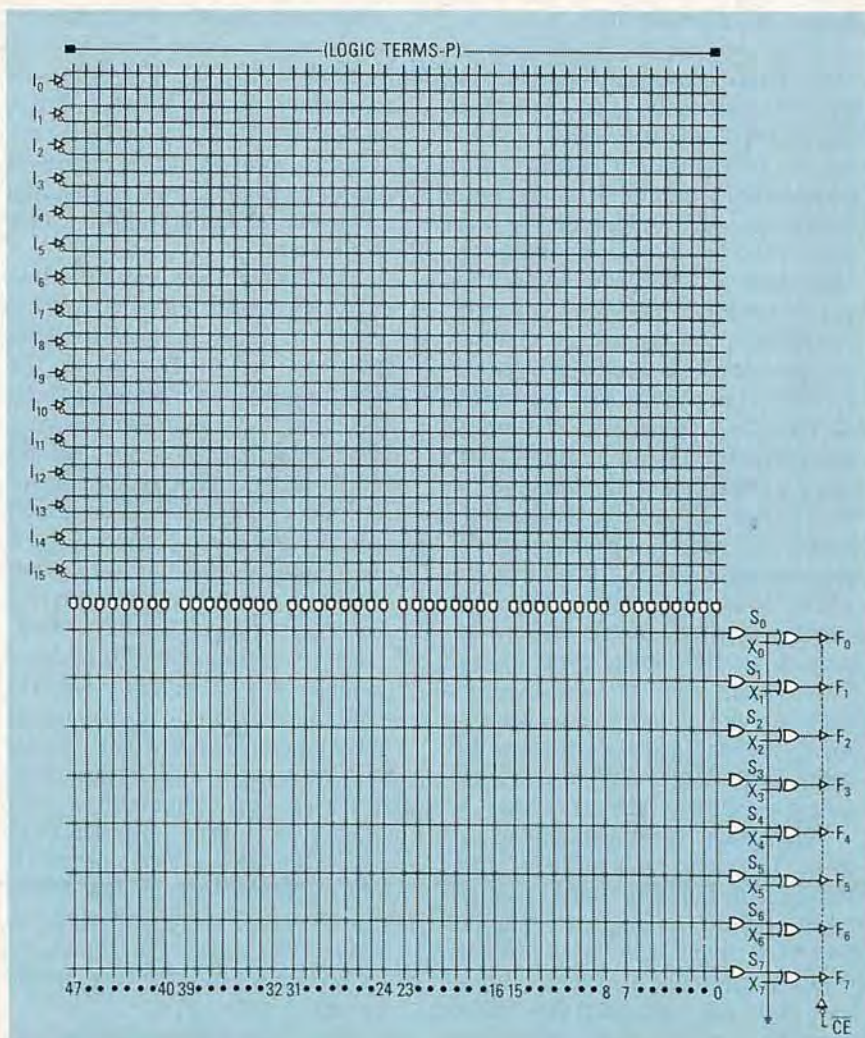 (LOGIC TERMS-P)
I₀
I₁
I₂
I₃
I₄
I₅
I₆
I₇
I₈
I₉
I₁₀
I₁₁
I₁₂
I₁₃
I₁₄
I₁₅
S₀
X₀ F₀
S₁
X₁ F₁
S₂
X₂ F₂
S₃
X₃ F₃
S₄
X₄ F₄
S₅
X₅ F₅
S₆
X₆ F₆
S₇
X₇ F₇
47 40 39 32 31 24 23 16 15 8 7 0
C̅E̅